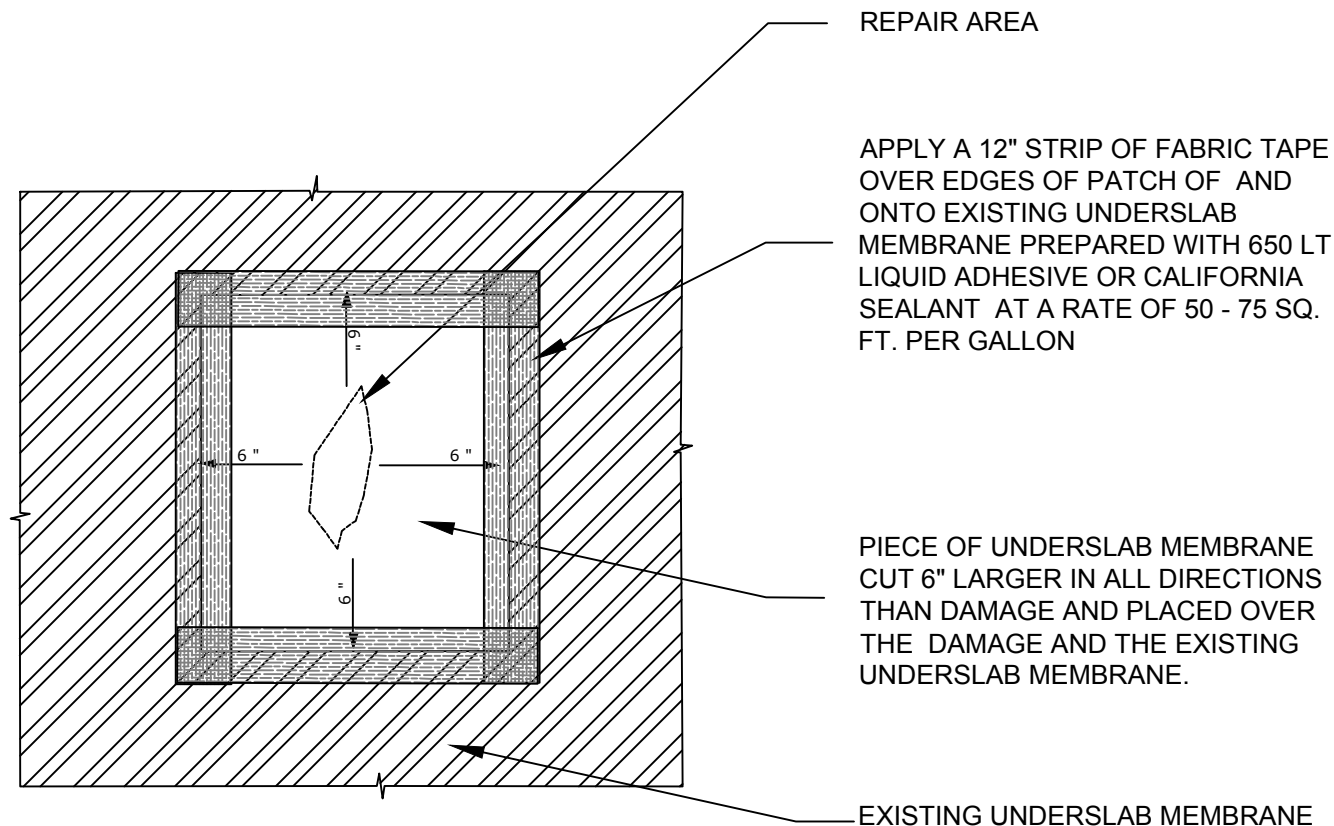 REPAIR AREA
APPLY A 12" STRIP OF FABRIC TAPE
OVER EDGES OF PATCH OF AND
ONTO EXISTING UNDERSLAB
MEMBRANE PREPARED WITH 650 LT
LIQUID ADHESIVE OR CALIFORNIA
SEALANT AT A RATE OF 50 - 75 SQ.
FT. PER GALLON
6 "
6 "
6 "
6 "
PIECE OF UNDERSLAB MEMBRANE
CUT 6" LARGER IN ALL DIRECTIONS
THAN DAMAGE AND PLACED OVER
THE DAMAGE AND THE EXISTING
UNDERSLAB MEMBRANE.
EXISTING UNDERSLAB MEMBRANE